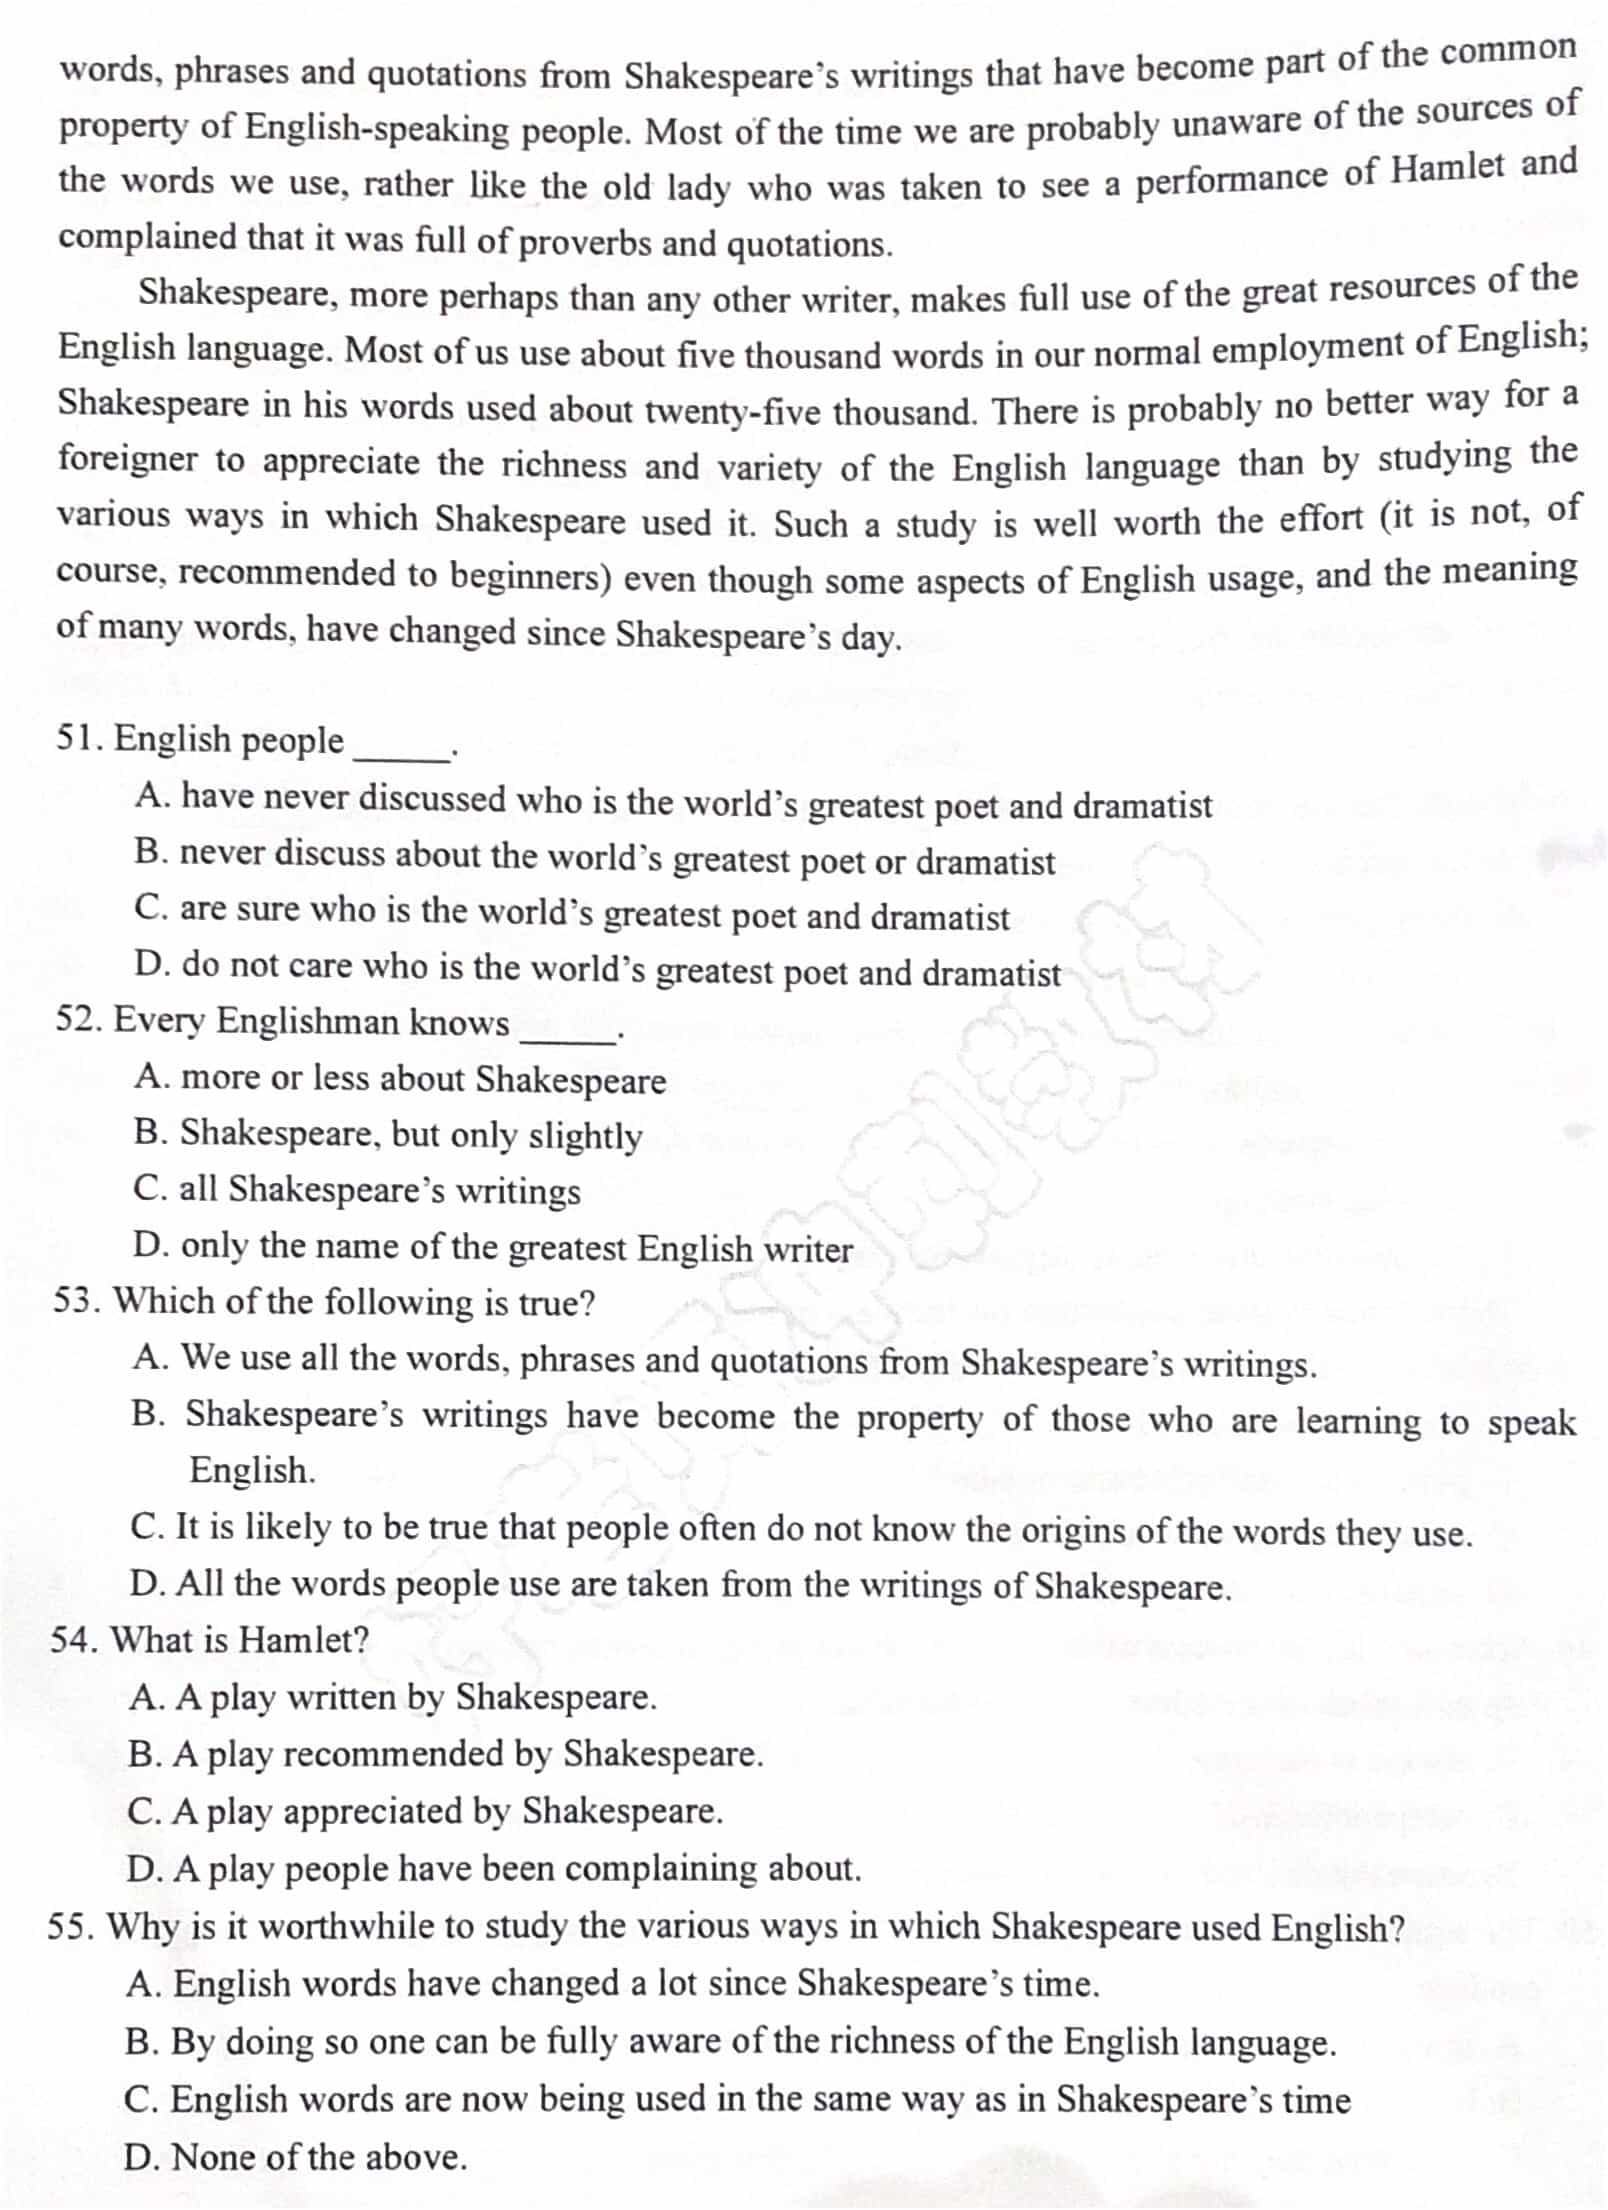 words, phrases and quotations from Shakespeare's writings that have become part of the common
property of English-speaking people. Most of the time we are probably unaware of the sources of
the words we use, rather like the old lady who was taken to see a performance of Hamlet and
complained that it was full of proverbs and quotations.
Shakespeare, more perhaps than any other writer, makes full use of the great resources of the
English language. Most of us use about five thousand words in our normal employment of English;
Shakespeare in his words used about twenty-five thousand. There is probably no better way for a
foreigner to appreciate the richness and variety of the English language than by studying the
various ways in which Shakespeare used it. Such a study is well worth the effort (it is not, of
course, recommended to beginners) even though some aspects of English usage, and the meaning
of many words, have changed since Shakespeare's day.
51. English people _____.
A. have never discussed who is the world's greatest poet and dramatist
B. never discuss about the world's greatest poet or dramatist
C. are sure who is the world's greatest poet and dramatist
D. do not care who is the world's greatest poet and dramatist
52. Every Englishman knows _____.
A. more or less about Shakespeare
B. Shakespeare, but only slightly
C. all Shakespeare's writings
D. only the name of the greatest English writer
53. Which of the following is true?
A. We use all the words, phrases and quotations from Shakespeare's writings.
B. Shakespeare's writings have become the property of those who are learning to speak
English.
C. It is likely to be true that people often do not know the origins of the words they use.
D. All the words people use are taken from the writings of Shakespeare.
54. What is Hamlet?
A. A play written by Shakespeare.
B. A play recommended by Shakespeare.
C. A play appreciated by Shakespeare.
D. A play people have been complaining about.
55. Why is it worthwhile to study the various ways in which Shakespeare used English?
A. English words have changed a lot since Shakespeare's time.
B. By doing so one can be fully aware of the richness of the English language.
C. English words are now being used in the same way as in Shakespeare's time
D. None of the above.